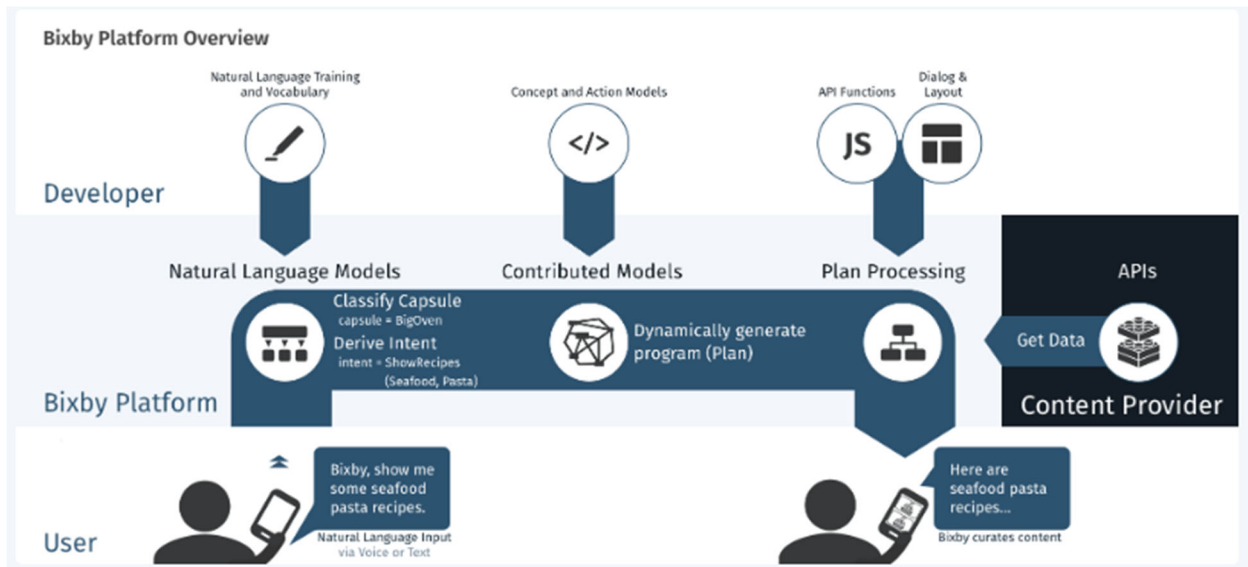 Bixby Platform Overview
Natural Language Training
and Vocabulary
Concept and Action Models
API Functions
Dialog &
Layout
</>
JS
Developer
Natural Language Models
Contributed Models
Plan Processing
APIs
Classify Capsule
capsule = BigOven
Derive Intent
intent = ShowRecipes
(Seafood, Pasta)
Dynamically generate
program (Plan)
Get Data
Bixby Platform
Content Provider
Bixby, show me
some seafood
pasta recipes.
Natural Language Input
via Voice or Text
Here are
seafood pasta
recipes...
Bixby curates content
User